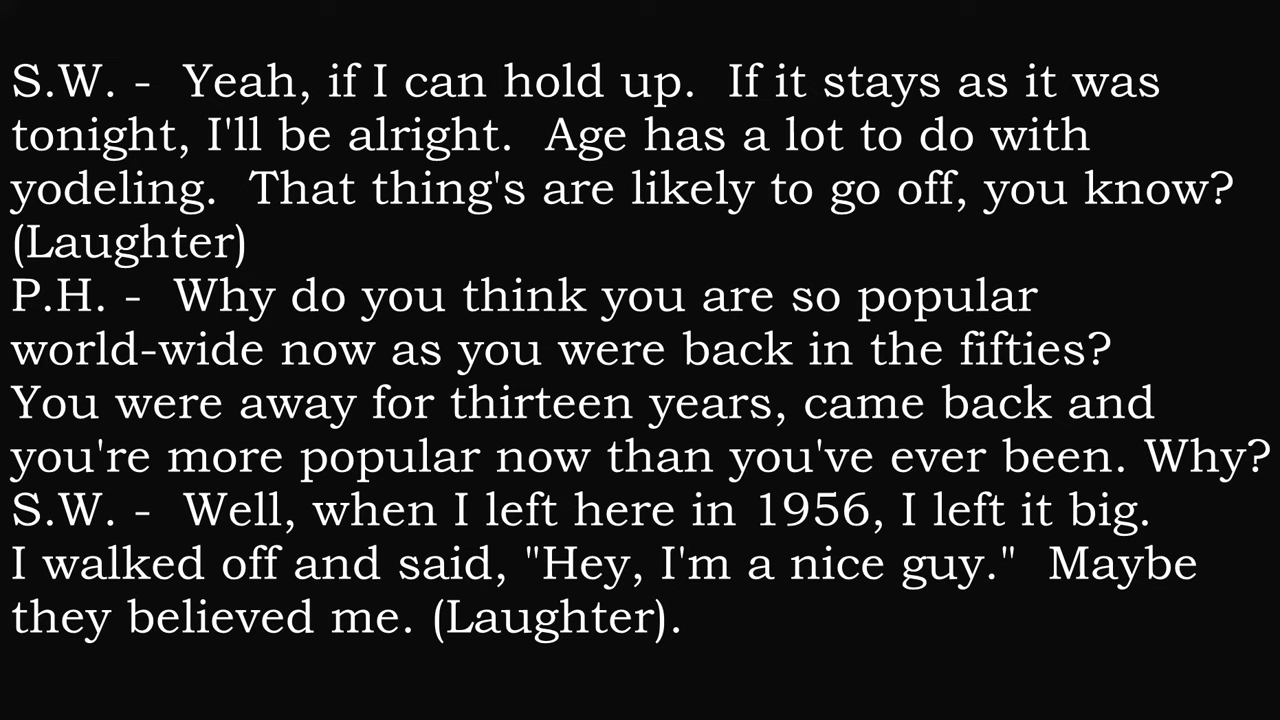 S.W. -  Yeah, if I can hold up.  If it stays as it was
tonight, I'll be alright.  Age has a lot to do with
yodeling.  That thing's are likely to go off, you know?
(Laughter)
P.H. -  Why do you think you are so popular
world-wide now as you were back in the fifties?
You were away for thirteen years, came back and
you're more popular now than you've ever been. Why?
S.W. -  Well, when I left here in 1956, I left it big.
I walked off and said, "Hey, I'm a nice guy."  Maybe
they believed me. (Laughter).